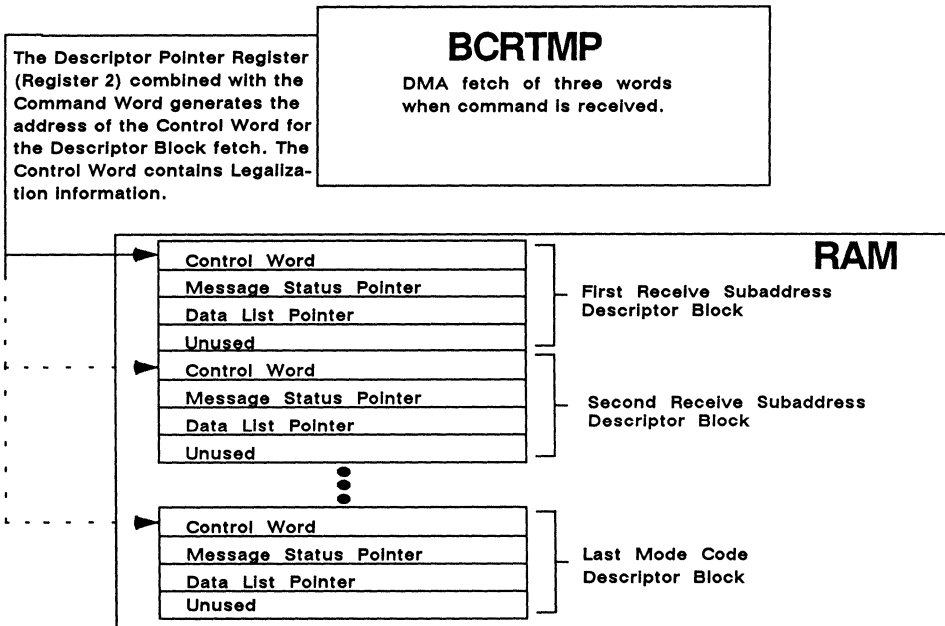 The Descriptor Pointer Register
(Register 2) combined with the
Command Word generates the
address of the Control Word for
the Descriptor Block fetch. The
Control Word contains Legaliza-
tion information.
BCRTMP
DMA fetch of three words
when command is received.
RAM
Control Word
Message Status Pointer
Data List Pointer
Unused
First Receive Subaddress
Descriptor Block
Control Word
Message Status Pointer
Data List Pointer
Unused
Second Receive Subaddress
Descriptor Block
Control Word
Message Status Pointer
Data List Pointer
Unused
Last Mode Code
Descriptor Block